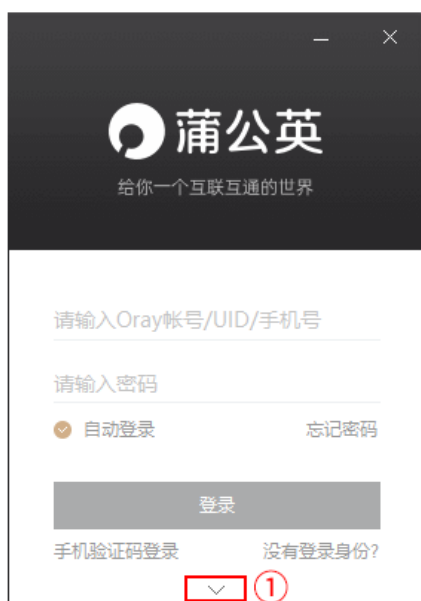 蒲公英
给你一个互联互通的世界
请输入Oray帐号/UID/手机号
请输入密码
自动登录 忘记密码
登录
手机验证码登录 没有登录身份?
①